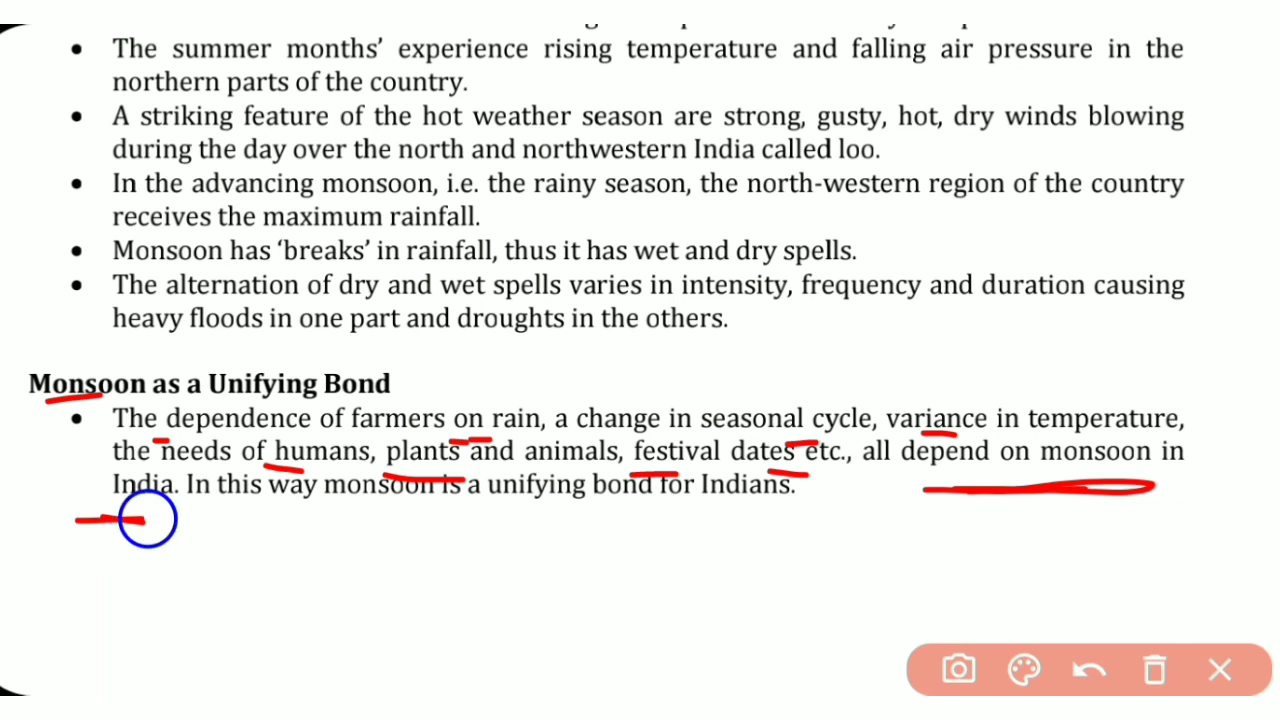 • The summer months’ experience rising temperature and falling air pressure in the
northern parts of the country.
• A striking feature of the hot weather season are strong, gusty, hot, dry winds blowing
during the day over the north and northwestern India called loo.
• In the advancing monsoon, i.e. the rainy season, the north-western region of the country
receives the maximum rainfall.
• Monsoon has ‘breaks’ in rainfall, thus it has wet and dry spells.
• The alternation of dry and wet spells varies in intensity, frequency and duration causing
heavy floods in one part and droughts in the others.
Monsoon as a Unifying Bond
• The dependence of farmers on rain, a change in seasonal cycle, variance in temperature,
the needs of humans, plants and animals, festival dates etc., all depend on monsoon in
India. In this way monsoon is a unifying bond for Indians.